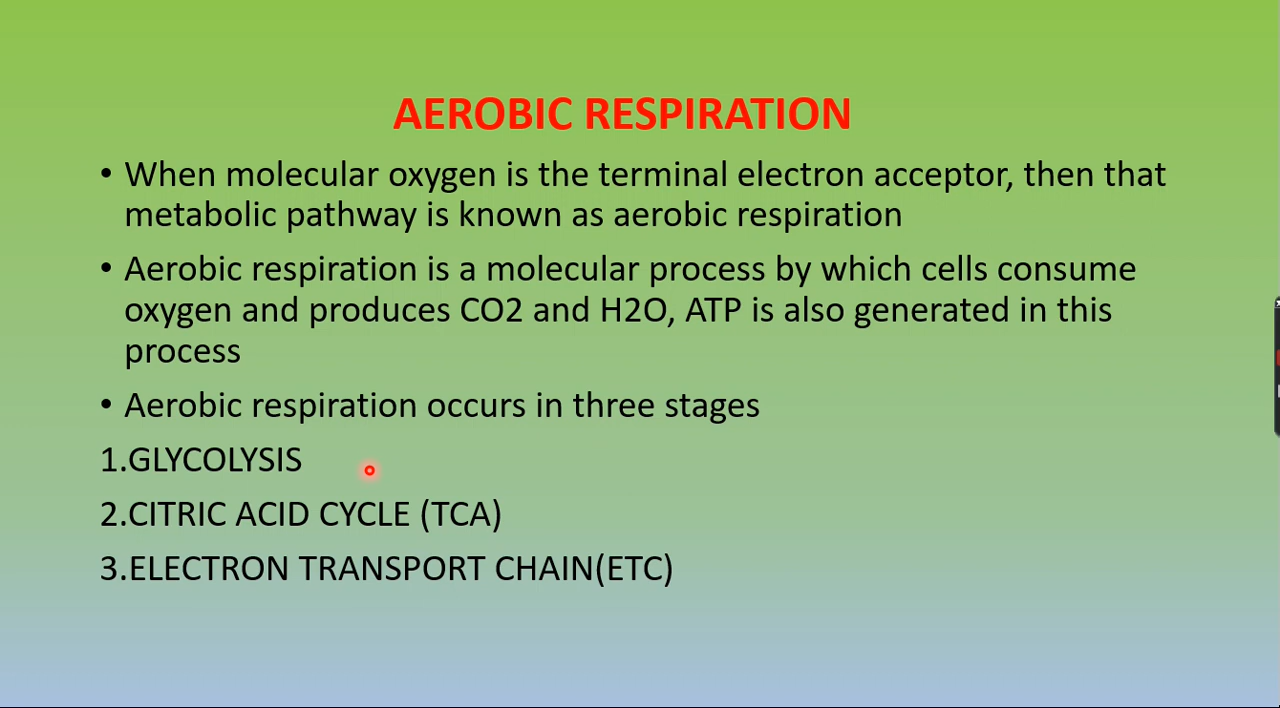 AEROBIC RESPIRATION
• When molecular oxygen is the terminal electron acceptor, then that
metabolic pathway is known as aerobic respiration
• Aerobic respiration is a molecular process by which cells consume
oxygen and produces CO2 and H2O, ATP is also generated in this
process
• Aerobic respiration occurs in three stages
1.GLYCOLYSIS
2.CITRIC ACID CYCLE (TCA)
3.ELECTRON TRANSPORT CHAIN(ETC)